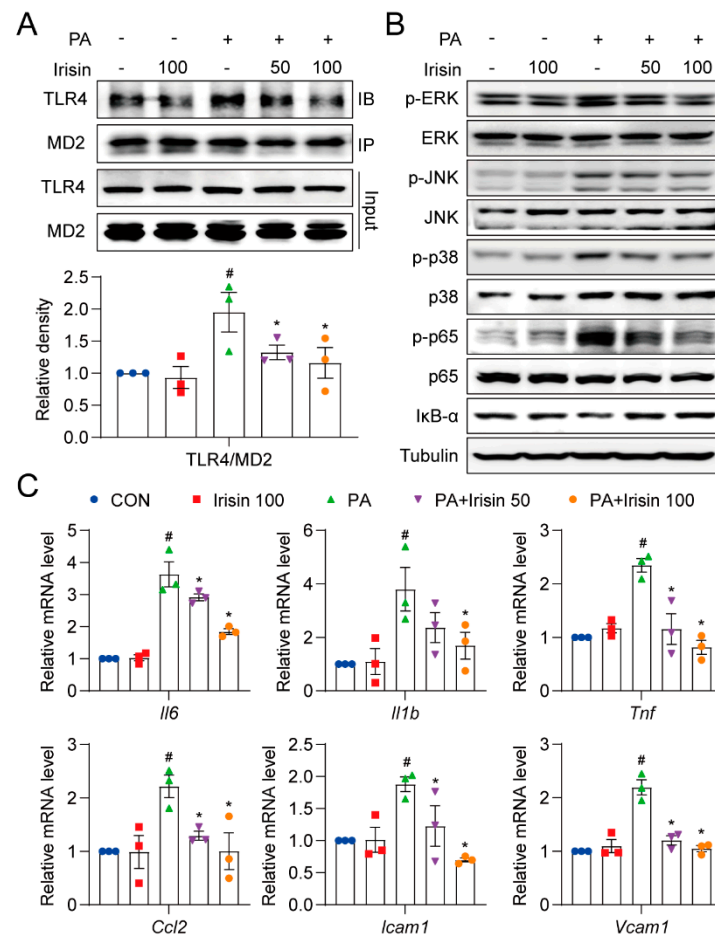 A
PA - - + + +
Irisin - 100 - 50 100
TLR4 IB
MD2 IP
TLR4
MD2
Input
Relative density
2.5
2.0
1.5
1.0
0.5
0.0
#
*
*
TLR4/MD2
B
PA - - + + +
Irisin - 100 - 50 100
p-ERK
ERK
p-JNK
JNK
p-p38
p38
p-p65
p65
IκB-α
Tubulin
C
CON Irisin 100 PA PA+Irisin 50 PA+Irisin 100
Relative mRNA level
5
4
3
2
1
0
#
*
*
Il6
Relative mRNA level
6
4
2
0
#
*
Il1b
Relative mRNA level
3
2
1
0
#
*
*
Tnf
Relative mRNA level
3
2
1
0
#
*
*
Ccl2
Relative mRNA level
2.5
2.0
1.5
1.0
0.5
0.0
#
*
*
Icam1
Relative mRNA level
3
2
1
0
#
*
*
Vcam1